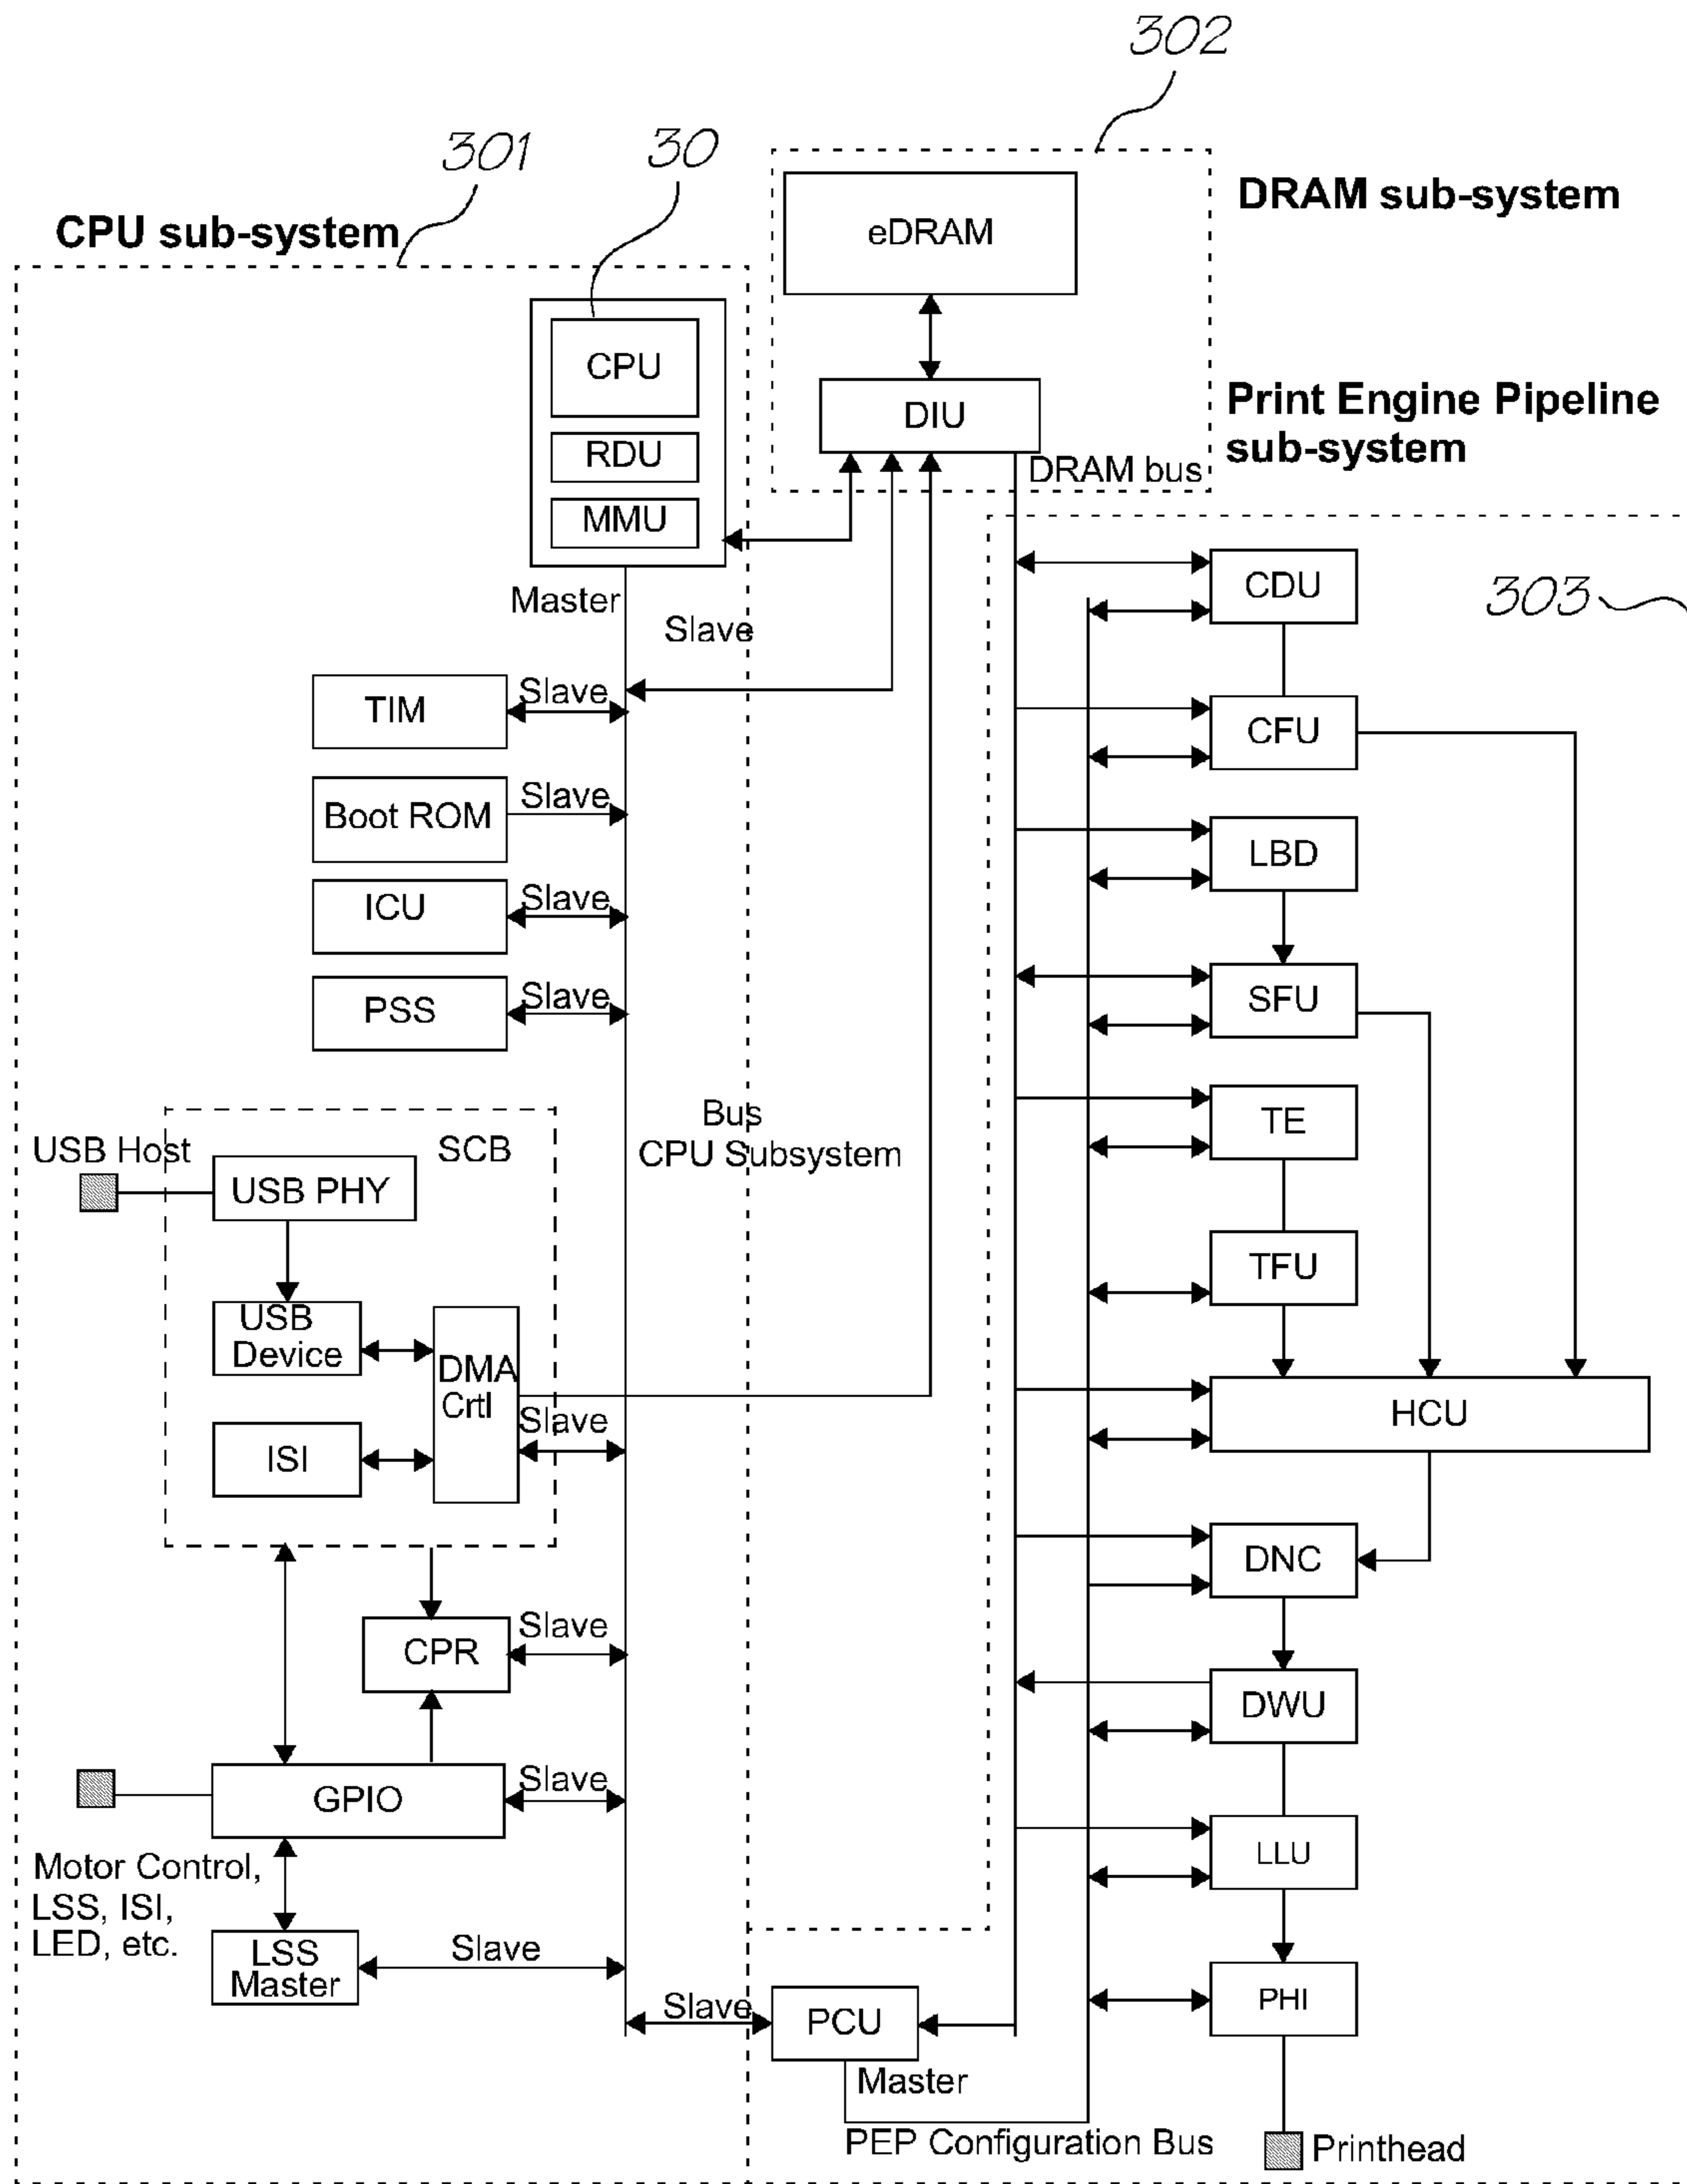 302
301
30
DRAM sub-system
CPU sub-system
eDRAM
CPU
DIU
Print Engine Pipeline
sub-system
RDU
DRAM bus
MMU
CDU
303
Master
Slave
TIM
Slave
CFU
Boot ROM
Slave
LBD
ICU
Slave
PSS
Slave
SFU
Bus
CPU Subsystem
TE
USB Host
SCB
USB PHY
TFU
USB
Device
DMA
Crtl
Slave
HCU
ISI
DNC
CPR
Slave
DWU
GPIO
Slave
Motor Control,
LSS, ISI,
LED, etc.
LLU
LSS
Master
Slave
Slave
PCU
PHI
Master
PEP Configuration Bus
Printhead